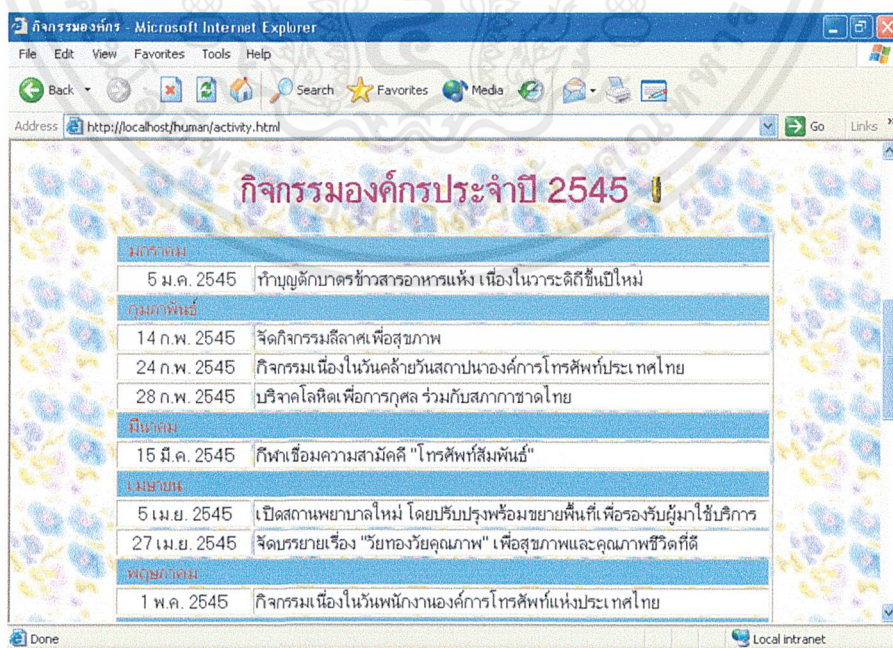 กิจกรรมองค์กร - Microsoft Internet Explorer
File Edit View Favorites Tools Help
Back Search Favorites Media
Address http://localhost/human/activity.html Go Links
กิจกรรมองค์กรประจำปี 2545
มกราคม
5 ม.ค. 2545 ทำบุญตักบาตรข้าวสารอาหารแห้ง เนื่องในวาระดิถีขึ้นปีใหม่
กุมภาพันธ์
14 ก.พ. 2545 จัดกิจกรรมลีลาศเพื่อสุขภาพ
24 ก.พ. 2545 กิจกรรมเนื่องในวันคล้ายวันสถาปนาองค์การโทรศัพท์ประเทศไทย
28 ก.พ. 2545 บริจาคโลหิตเพื่อการกุศล ร่วมกับสภากาชาดไทย
มีนาคม
15 มี.ค. 2545 กีฬาเชื่อมความสามัคคี "โทรศัพท์สัมพันธ์"
เมษายน
5 เม.ย. 2545 เปิดสถานพยาบาลใหม่ โดยปรับปรุงพร้อมขยายพื้นที่เพื่อรองรับผู้มาใช้บริการ
27 เม.ย. 2545 จัดบรรยายเรื่อง "วัยทองวัยคุณภาพ" เพื่อสุขภาพและคุณภาพชีวิตที่ดี
พฤษภาคม
1 พ.ค. 2545 กิจกรรมเนื่องในวันพนักงานองค์การโทรศัพท์แห่งประเทศไทย
Done Local intranet